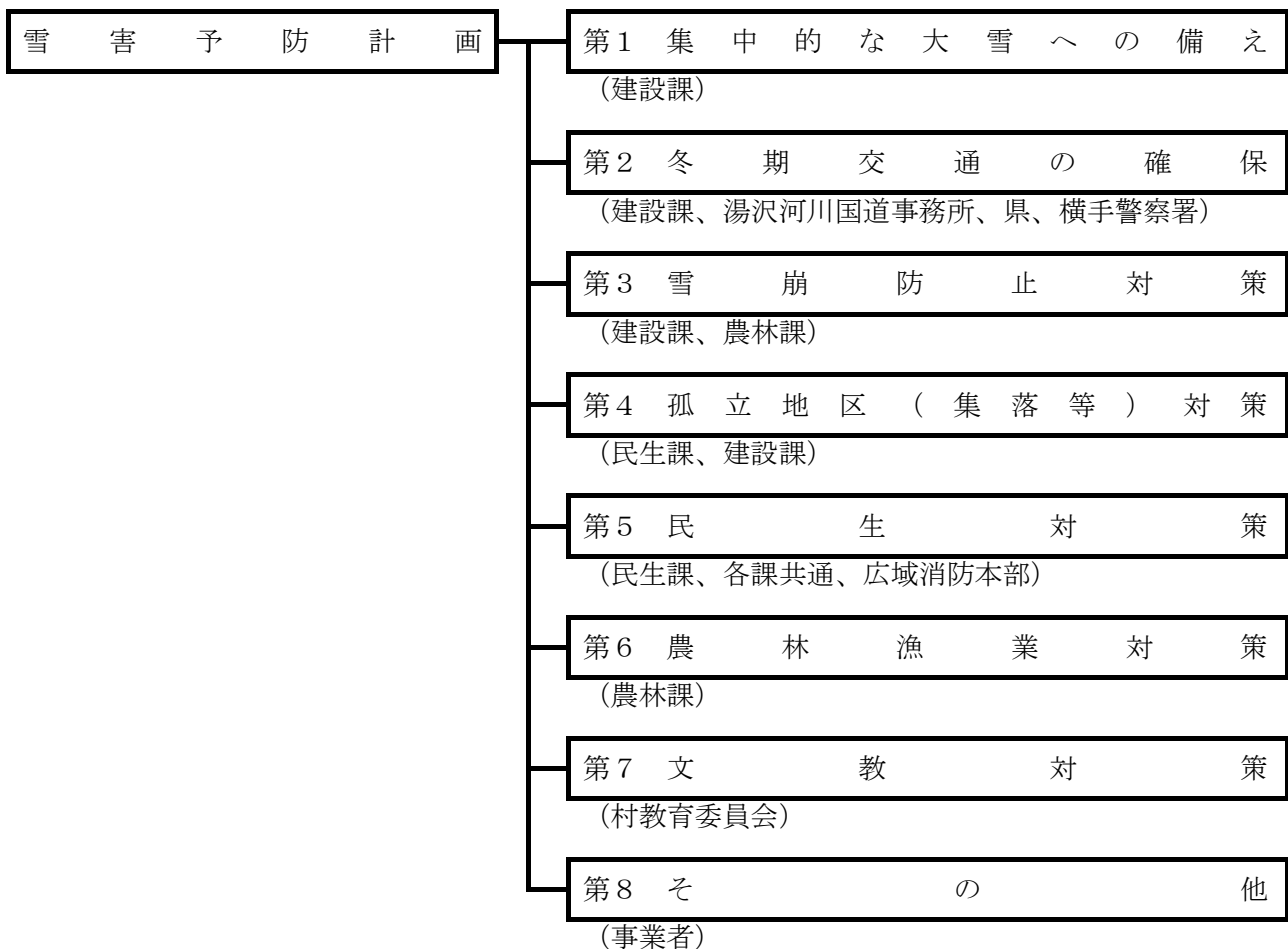 雪害予防計画
第1 集中的な大雪への備え
（建設課）
第2 冬期交通の確保
（建設課、湯沢河川国道事務所、県、横手警察署）
第3 雪崩防止対策
（建設課、農林課）
第4 孤立地区（集落等）対策
（民生課、建設課）
第5 民生対策
（民生課、各課共通、広域消防本部）
第6 農林漁業対策
（農林課）
第7 文教対策
（村教育委員会）
第8 その他
（事業者）